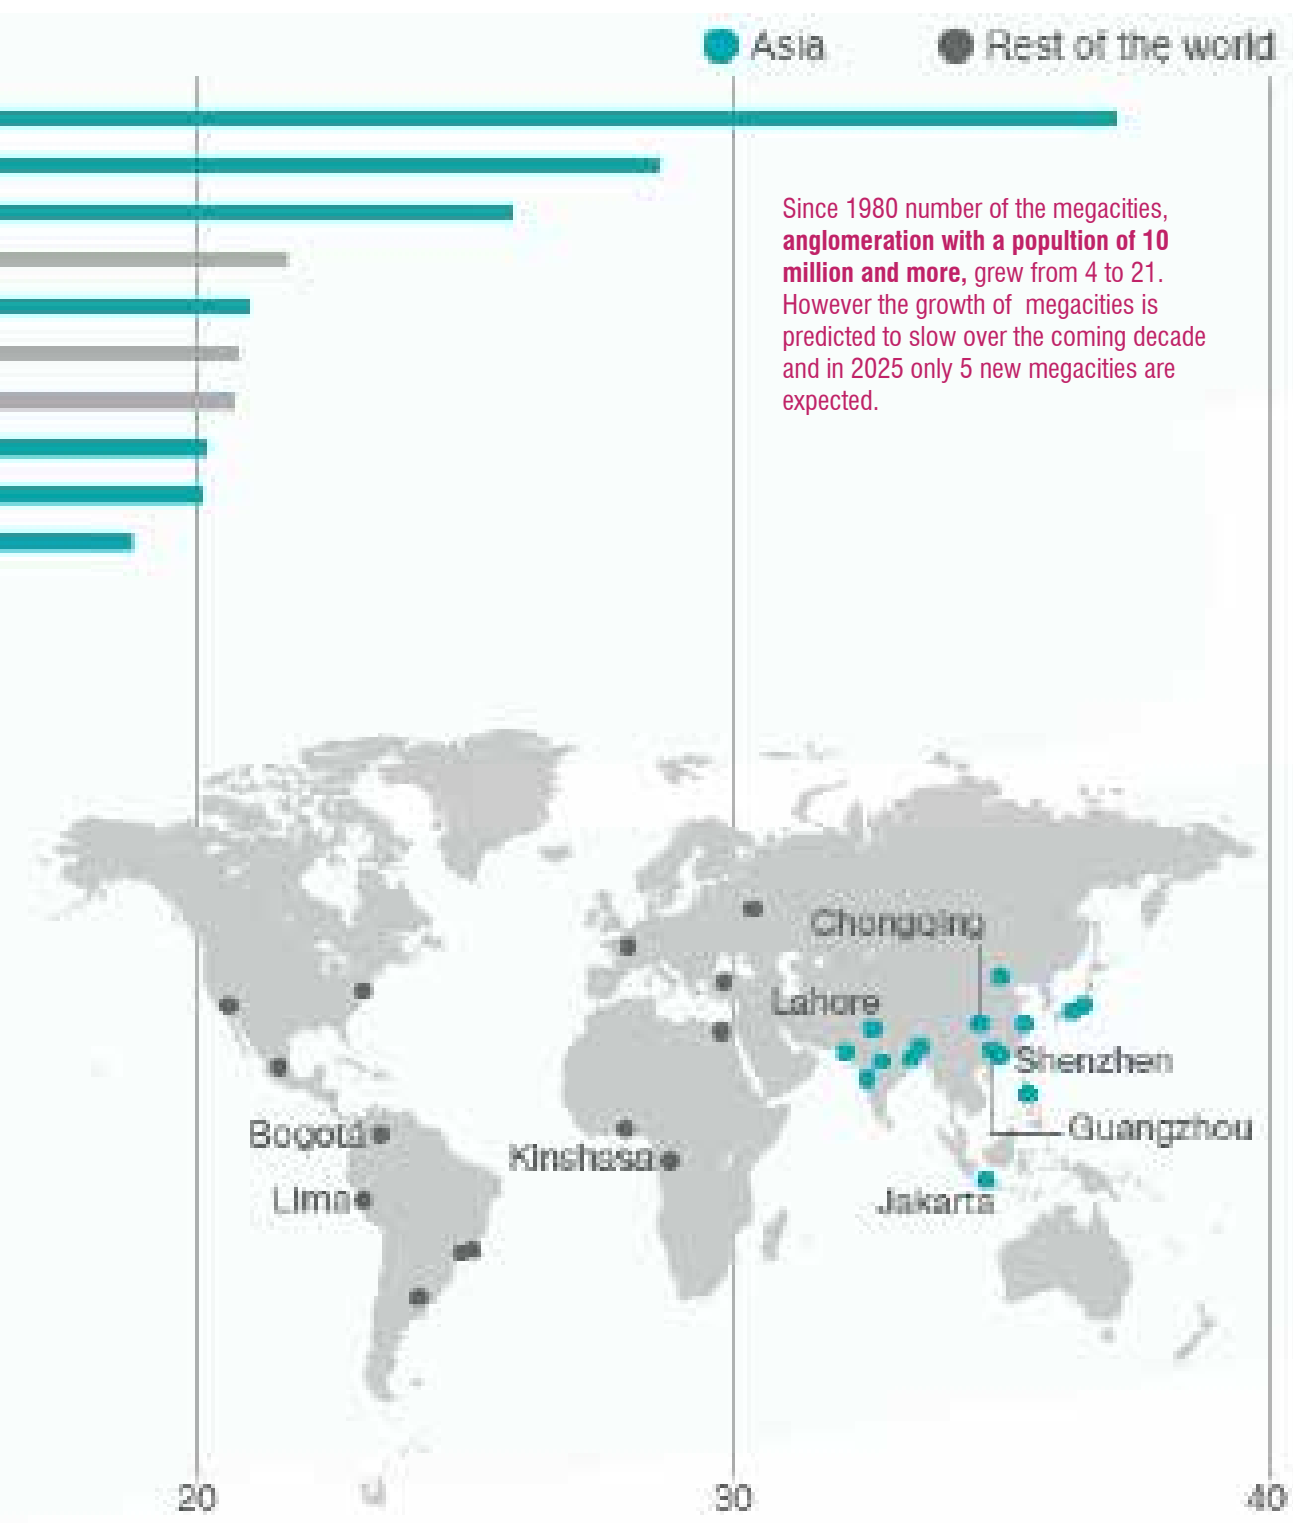 Asia
Rest of the world
Since 1980 number of the megacities,
anglomeration with a popultion of 10
million and more, grew from 4 to 21.
However the growth of megacities is
predicted to slow over the coming decade
and in 2025 only 5 new megacities are
expected.
Chongqing
Lahore
Shenzhen
Bogotá
Guangzhou
Kinshasa
Lima
Jakarta
20
30
40